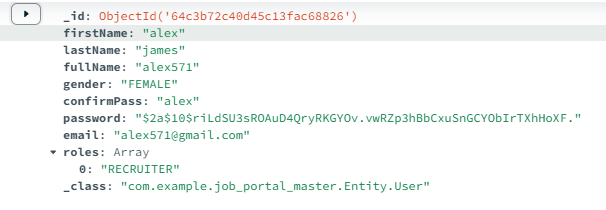 _id: ObjectId('64c3b72c40d45c13fac68826')
firstName: "alex"
lastName: "james"
fullName: "alex571"
gender: "FEMALE"
confirmPass: "alex"
password: "$2a$10$riLdSU3sROAuD4QryRKGYOv.vwRZp3hBbCxuSnGCYObIrTXhHoXF."
email: "alex571@gmail.com"
roles: Array
0: "RECRUITER"
_class: "com.example.job_portal_master.Entity.User"